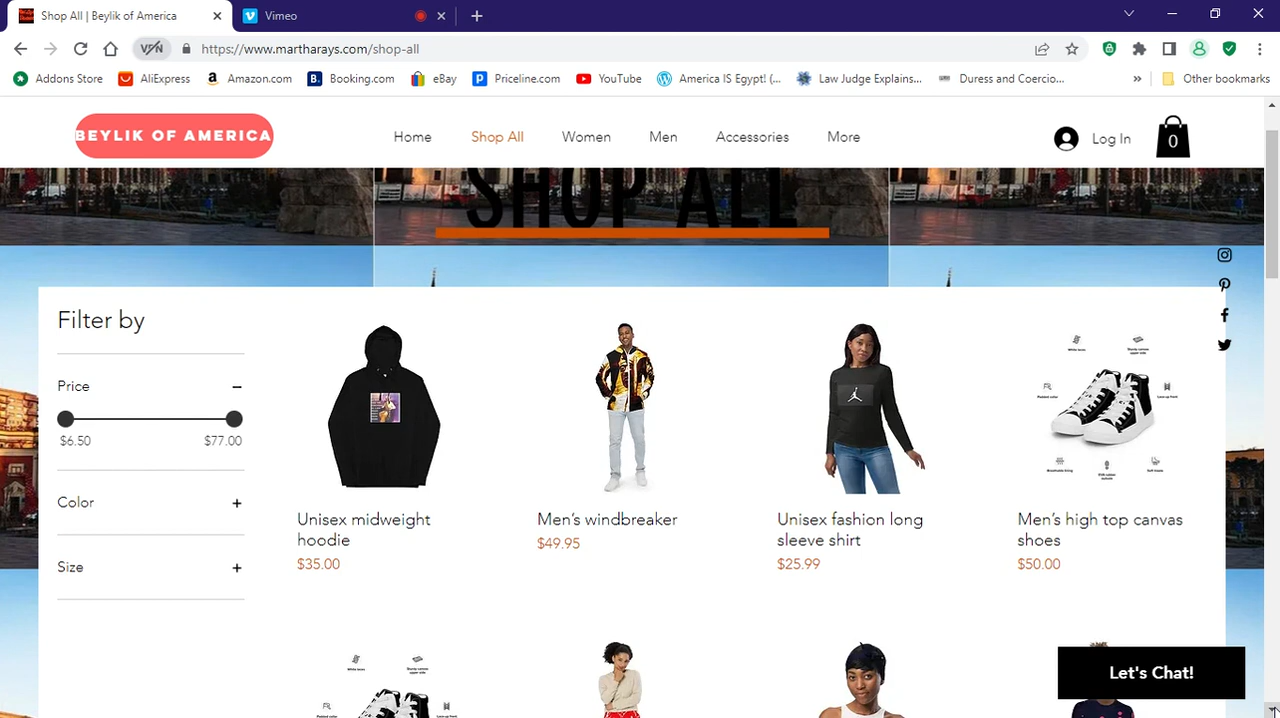 Shop All | Beylik of America
Vimeo
VPN
https://www.martharays.com/shop-all
Addons Store
AliExpress
Amazon.com
Booking.com
eBay
Priceline.com
YouTube
America IS Egypt! (...
Law Judge Explains...
Duress and Coercio...
Other bookmarks
BEYLIK OF AMERICA
Home
Shop All
Women
Men
Accessories
More
Log In
0
SHOP ALL
Filter by
Price
$6.50
$77.00
Color
Size
Unisex midweight
hoodie
$35.00
Men's windbreaker
$49.95
Unisex fashion long
sleeve shirt
$25.99
Men's high top canvas
shoes
$50.00
Let's Chat!